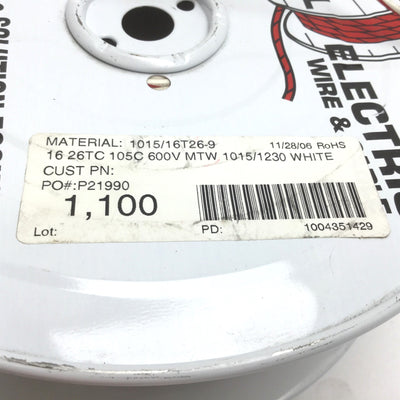 ELECTRIC
WIRE &
MATERIAL: 1015/16T26-9 11/28/06 RoHS
16 26TC 105C 600V MTW 1015/1230 WHITE
CUST PN:
PO#:P21990
1,100
Lot: PD: 1004351429